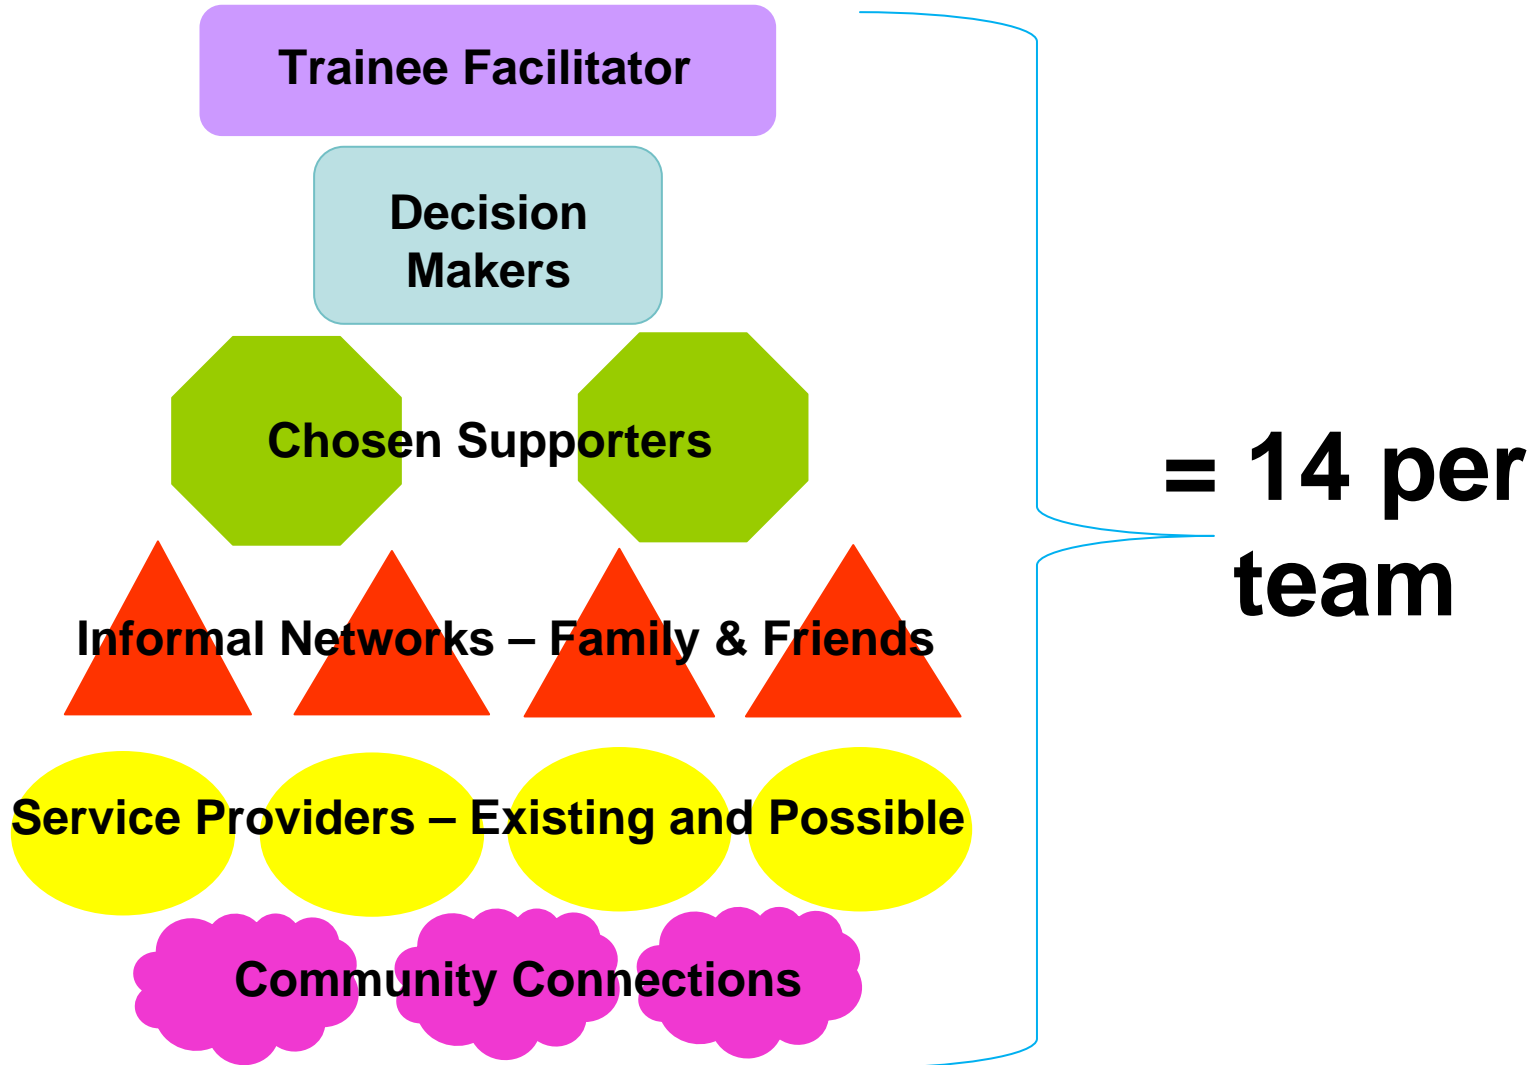 Trainee Facilitator
Decision
Makers
Chosen Supporters
Informal Networks – Family & Friends
Service Providers – Existing and Possible
Community Connections
= 14 per
team